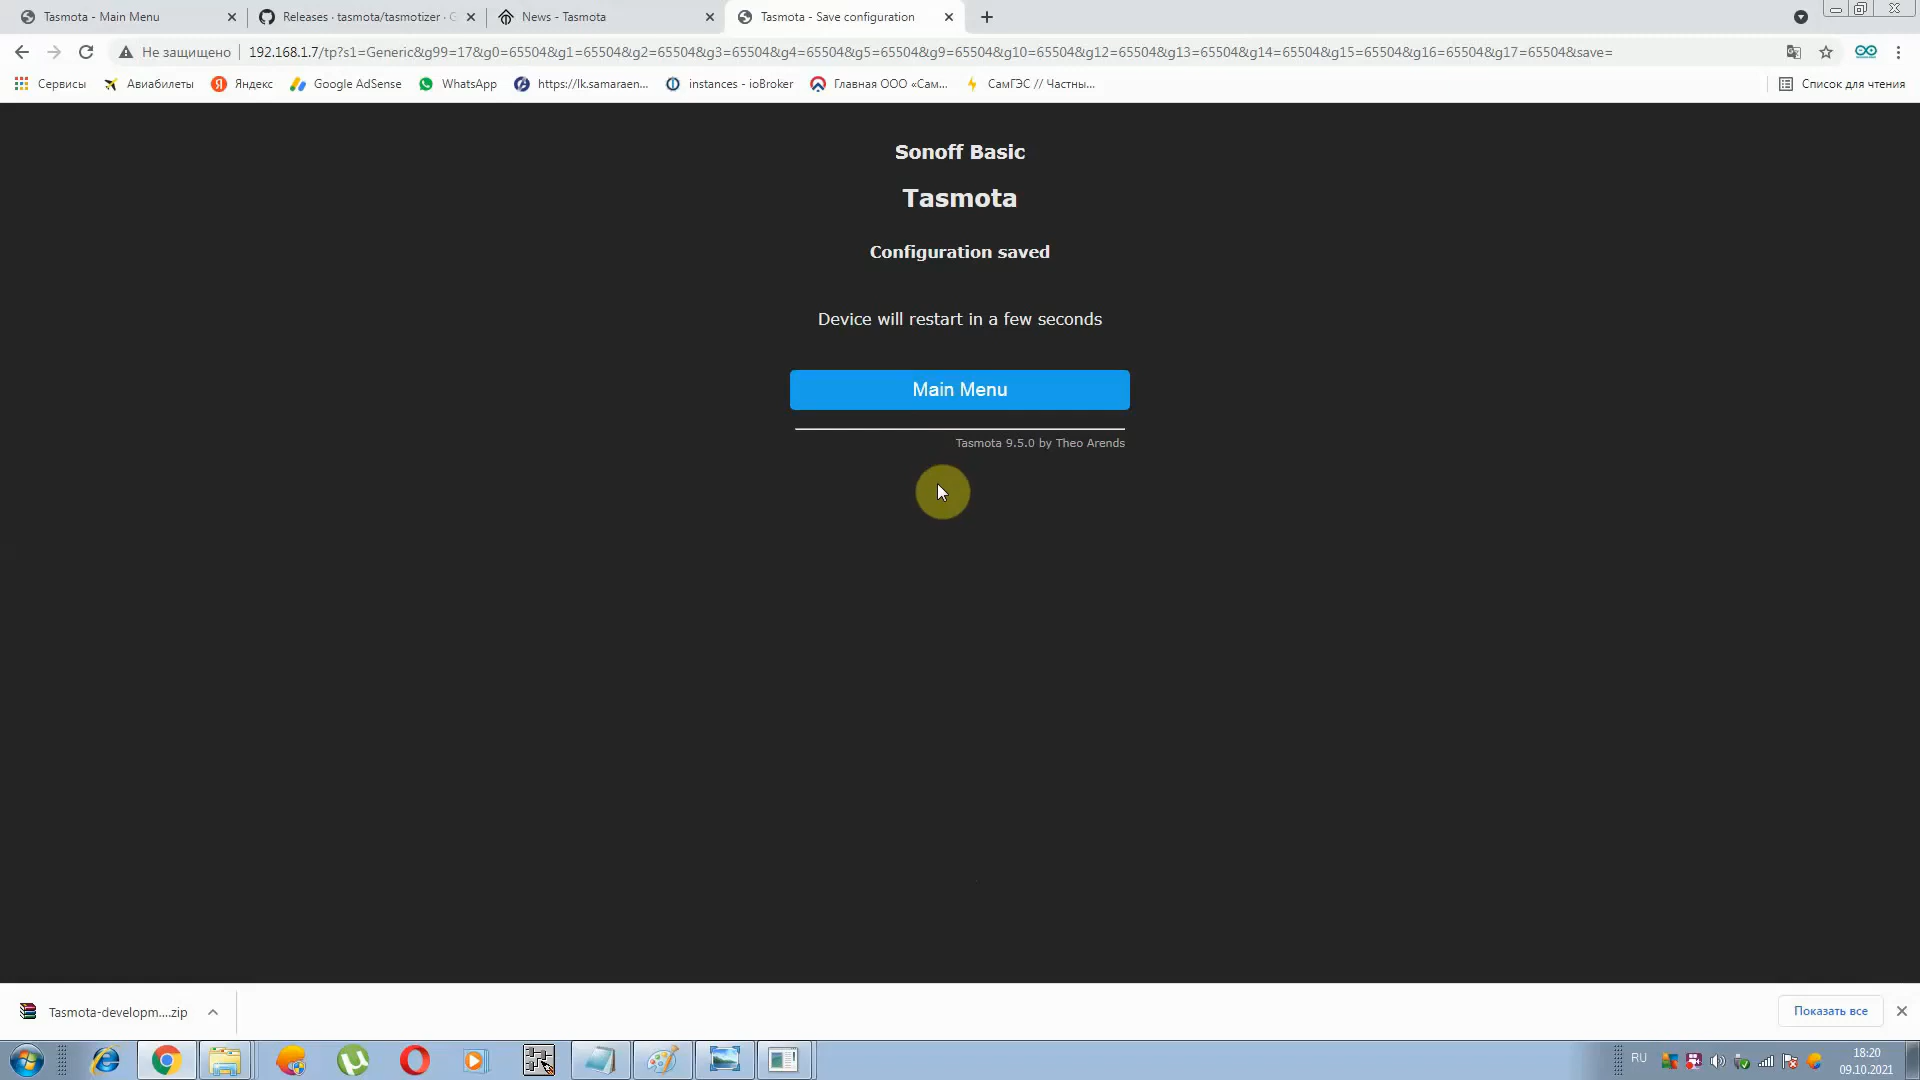 Tasmota - Main Menu
Releases · tasmota/tasmotizer · G
News - Tasmota
Tasmota - Save configuration
Не защищено
192.168.1.7/tp?s1=Generic&g99=17&g0=65504&g1=65504&g2=65504&g3=65504&g4=65504&g5=65504&g9=65504&g10=65504&g12=65504&g13=65504&g14=65504&g15=65504&g16=65504&g17=65504&save=
Сервисы
Авиабилеты
Яндекс
Google AdSense
WhatsApp
https://lk.samaraen...
instances - ioBroker
Главная ООО «Сам...
СамГЭС // Частны...
Список для чтения
Sonoff Basic
Tasmota
Configuration saved
Device will restart in a few seconds
Main Menu
Tasmota 9.5.0 by Theo Arends
Tasmota-developm....zip
Показать все
RU
18:20
09.10.2021